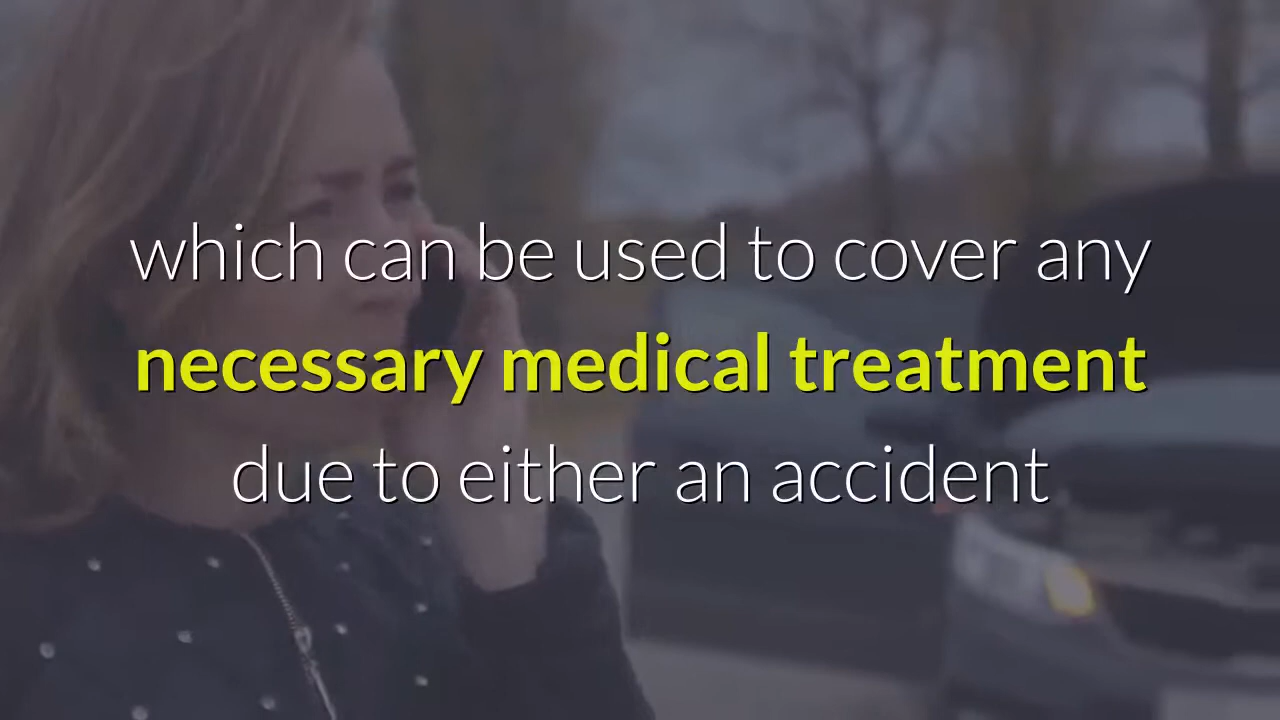 which can be used to cover any
necessary medical treatment
due to either an accident